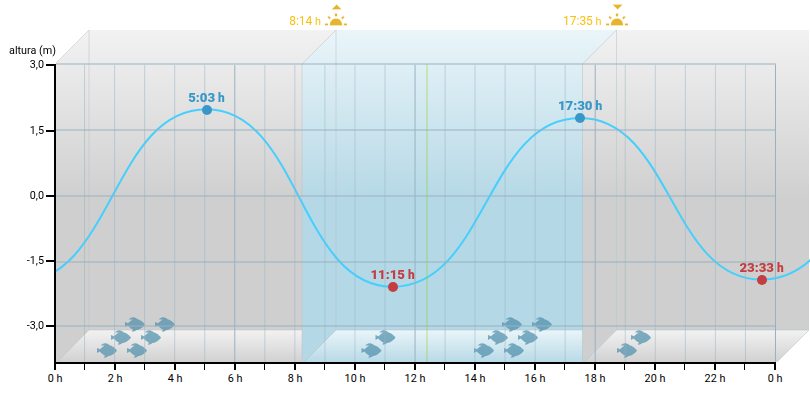 8:14 h
17:35 h
altura (m)
3,0
1,5
0,0
-1,5
-3,0
5:03 h
17:30 h
11:15 h
23:33 h
0 h 2 h 4 h 6 h 8 h 10 h 12 h 14 h 16 h 18 h 20 h 22 h 0 h